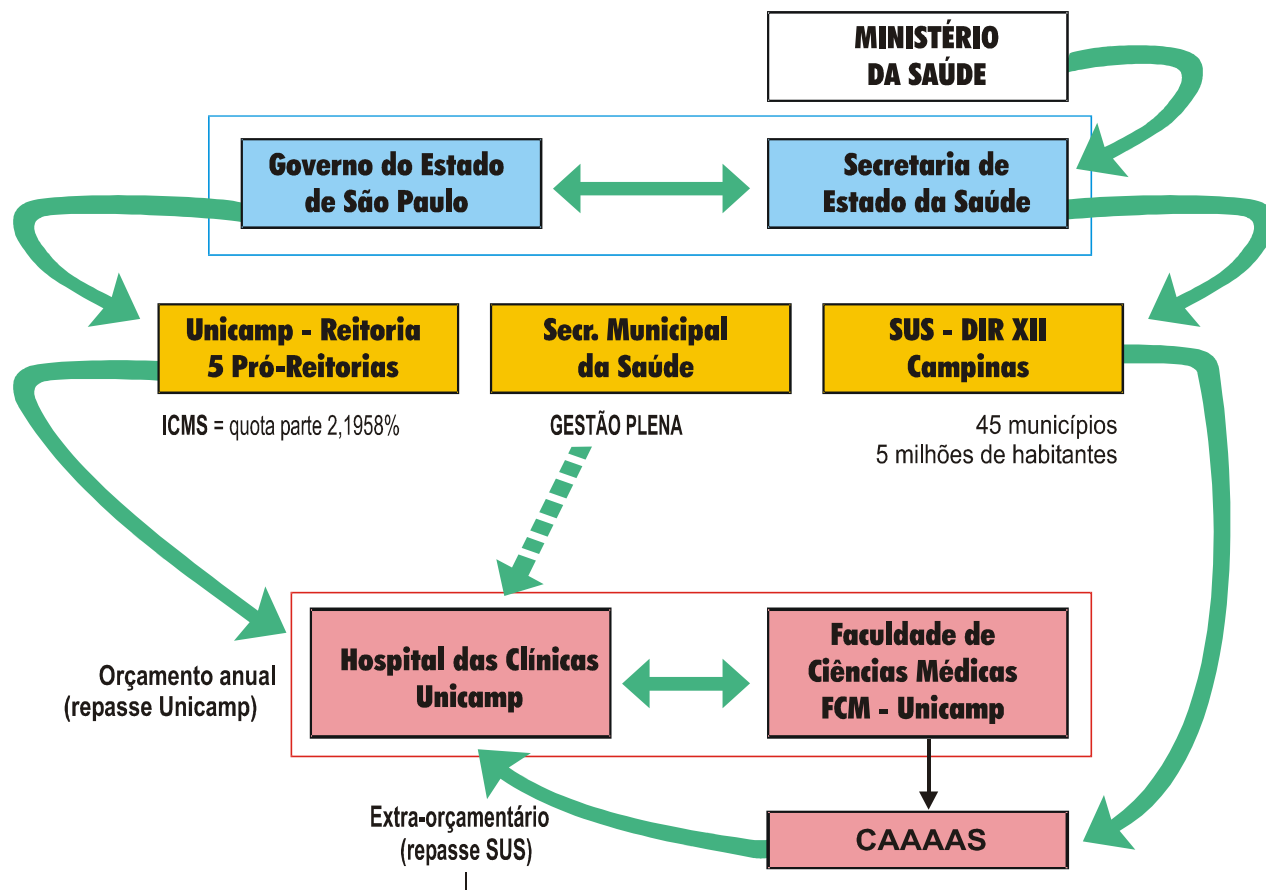 MINISTÉRIO
DA SAÚDE
Governo do Estado
de São Paulo
Secretaria de
Estado da Saúde
Unicamp - Reitoria
5 Pró-Reitorias
Secr. Municipal
da Saúde
SUS - DIR XII
Campinas
ICMS = quota parte 2,1958%
GESTÃO PLENA
45 municípios
5 milhões de habitantes
Hospital das Clínicas
Unicamp
Faculdade de
Ciências Médicas
FCM - Unicamp
Orçamento anual
(repasse Unicamp)
Extra-orçamentário
(repasse SUS)
CAAAAS